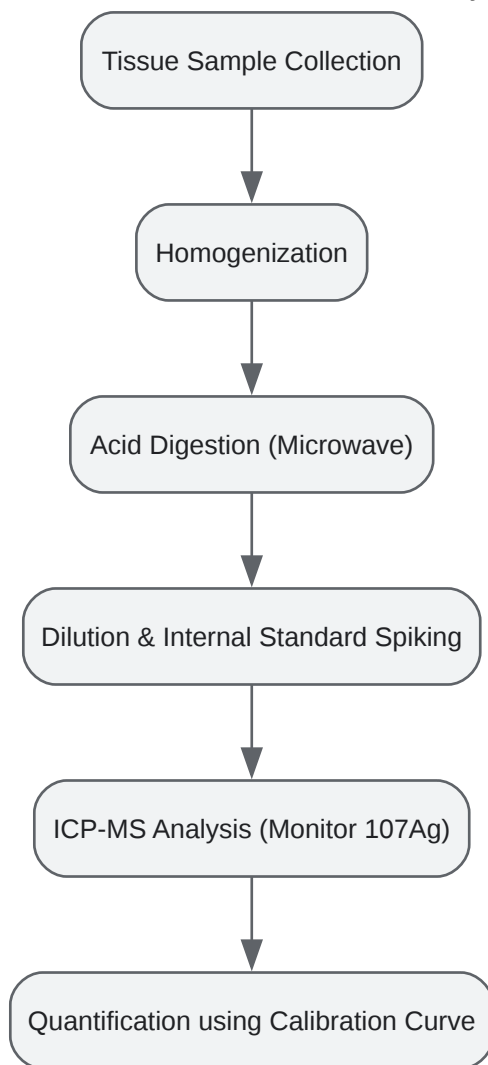 Tissue Sample Collection
Homogenization
Acid Digestion (Microwave)
Dilution & Internal Standard Spiking
ICP-MS Analysis (Monitor 107Ag)
Quantification using Calibration Curve